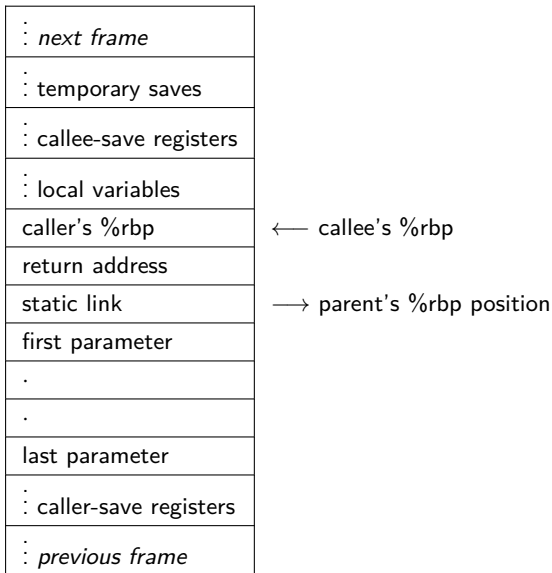 ⋮ next frame
⋮ temporary saves
⋮ callee-save registers
⋮ local variables
caller's %rbp ⟵ callee's %rbp
return address
static link ⟶ parent's %rbp position
first parameter
.
.
last parameter
⋮ caller-save registers
⋮ previous frame